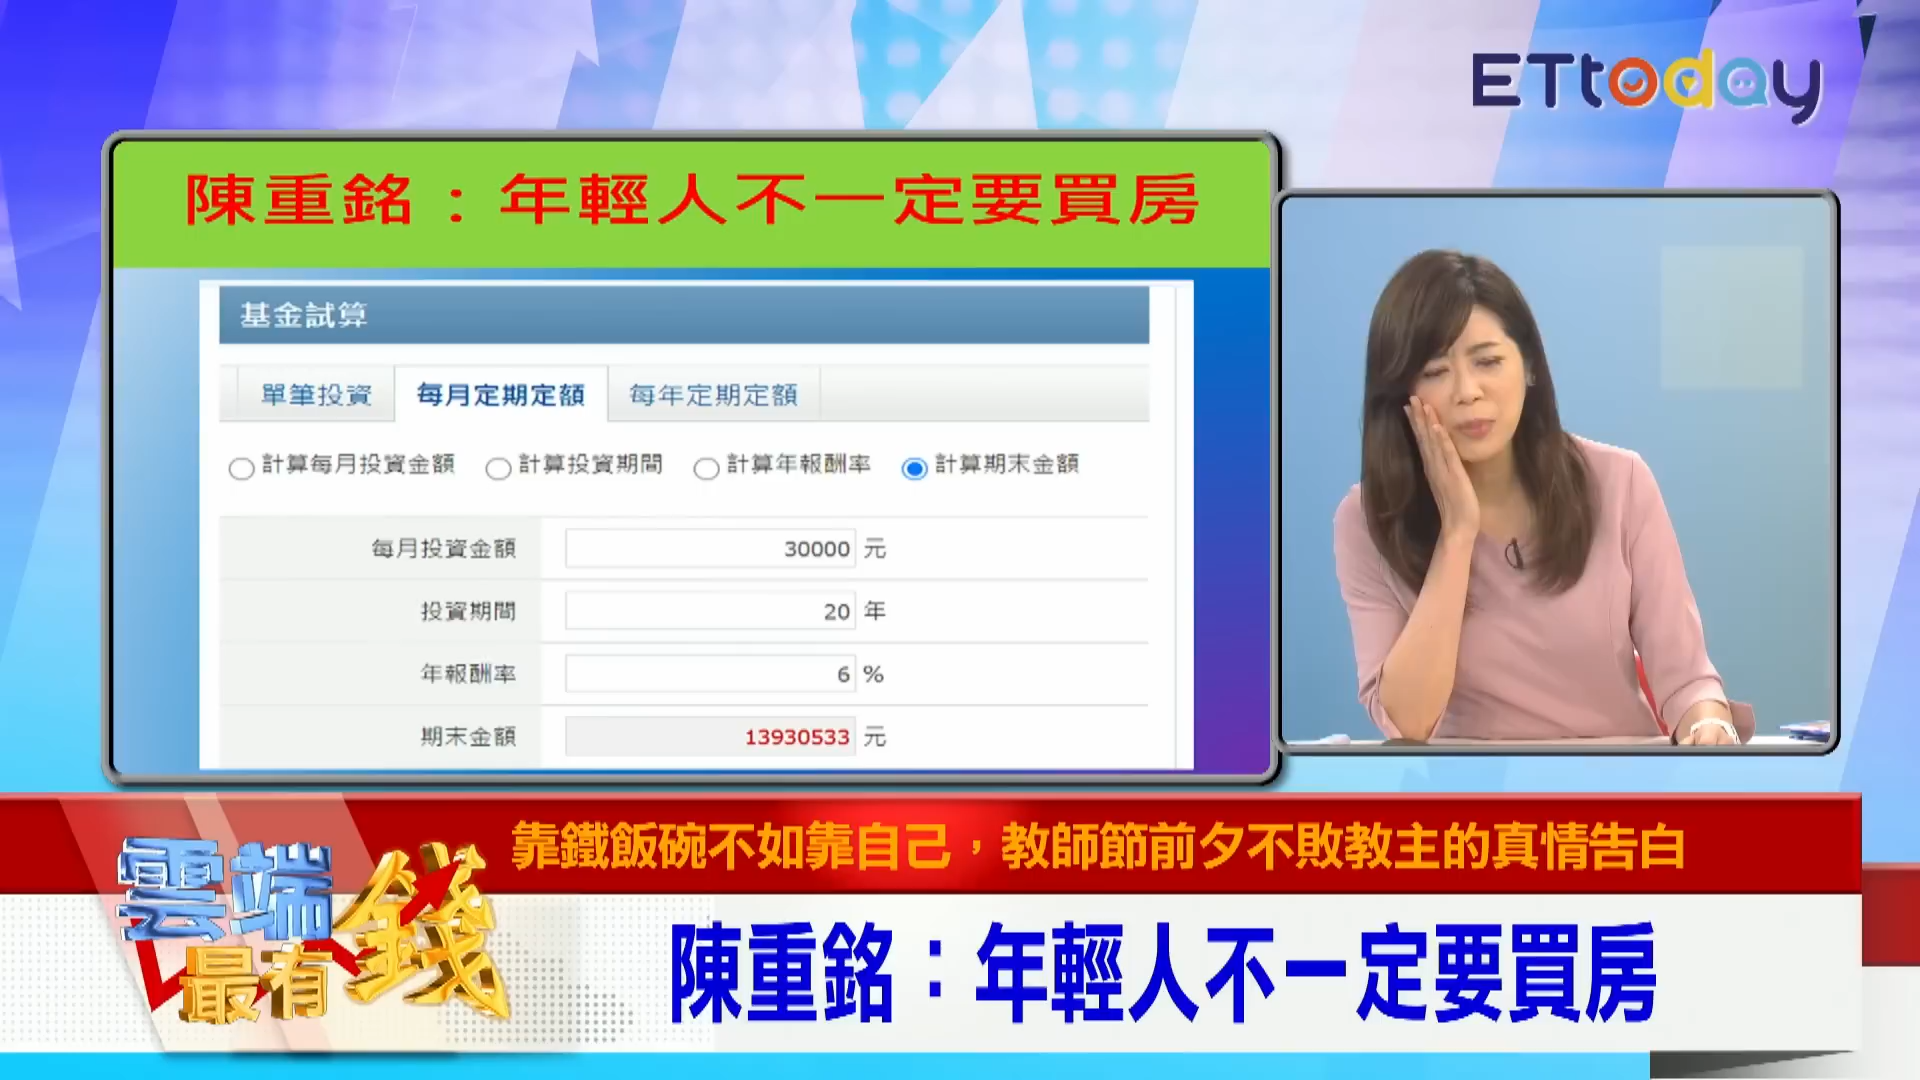 ETtoday
陳重銘：年輕人不一定要買房
基金試算
單筆投資 每月定期定額 每年定期定額
計算每月投資金額 計算投資期間 計算年報酬率 計算期末金額
每月投資金額 30000 元
投資期間 20 年
年報酬率 6 %
期末金額 13930533 元
靠鐵飯碗不如靠自己，教師節前夕不敗教主的真情告白
雲端最有錢
陳重銘：年輕人不一定要買房